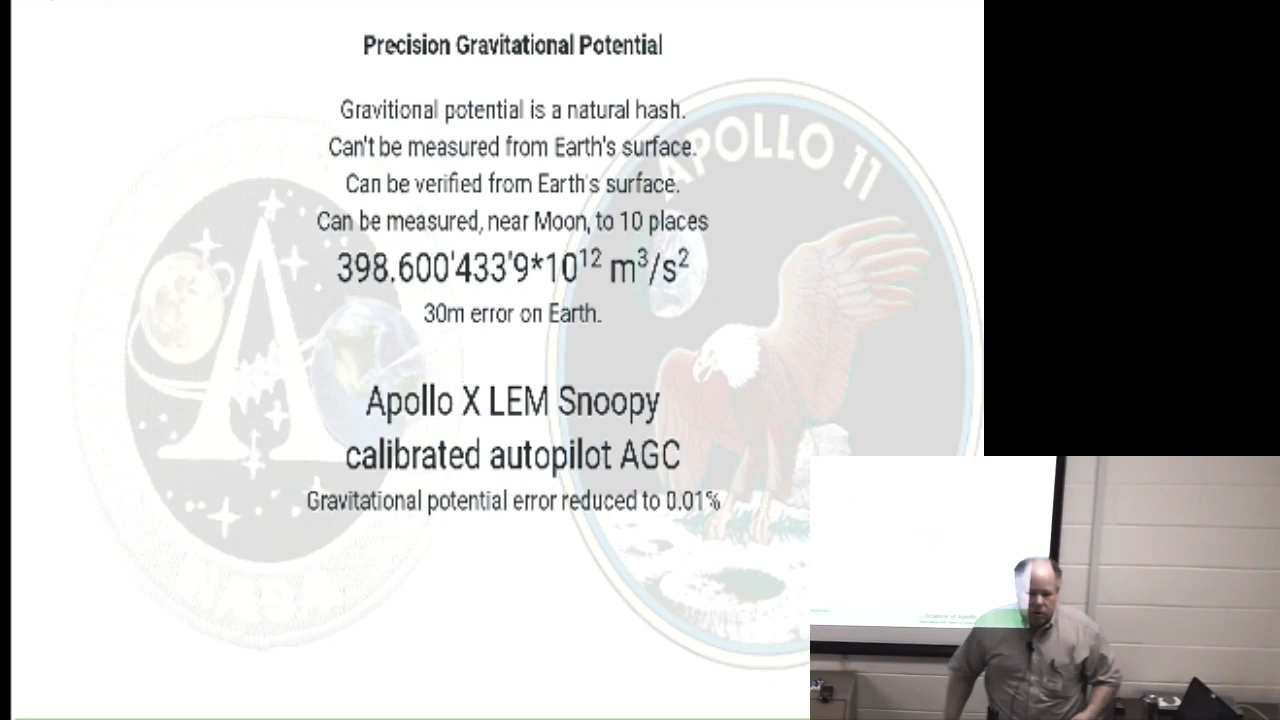 Precision Gravitational Potential
Gravitional potential is a natural hash.
Can't be measured from Earth's surface.
Can be verified from Earth's surface.
Can be measured, near Moon, to 10 places
398.600'433'9*10¹² m³/s²
30m error on Earth.
Apollo X LEM Snoopy
calibrated autopilot AGC
Gravitational potential error reduced to 0.01%
APOLLO 11
NASA